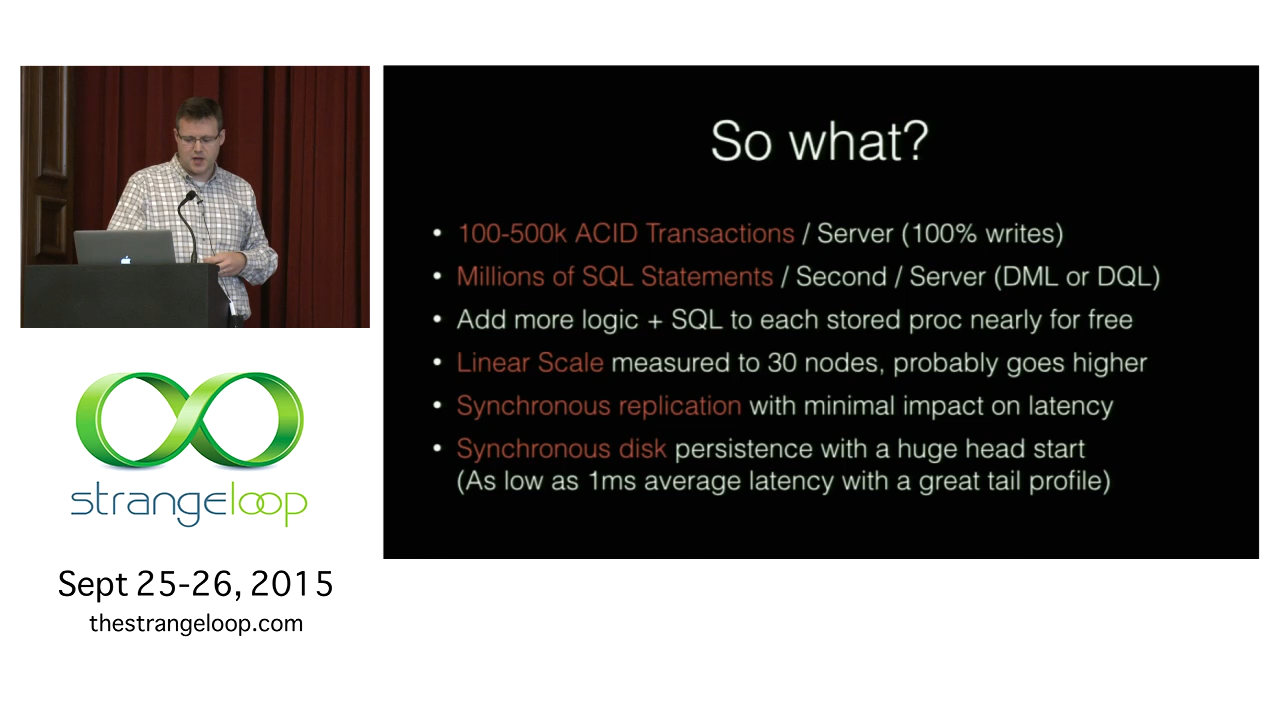 So what?
• 100-500k ACID Transactions / Server (100% writes)
• Millions of SQL Statements / Second / Server (DML or DQL)
• Add more logic + SQL to each stored proc nearly for free
• Linear Scale measured to 30 nodes, probably goes higher
• Synchronous replication with minimal impact on latency
• Synchronous disk persistence with a huge head start
(As low as 1ms average latency with a great tail profile)
strangeloop
Sept 25-26, 2015
thestrangeloop.com